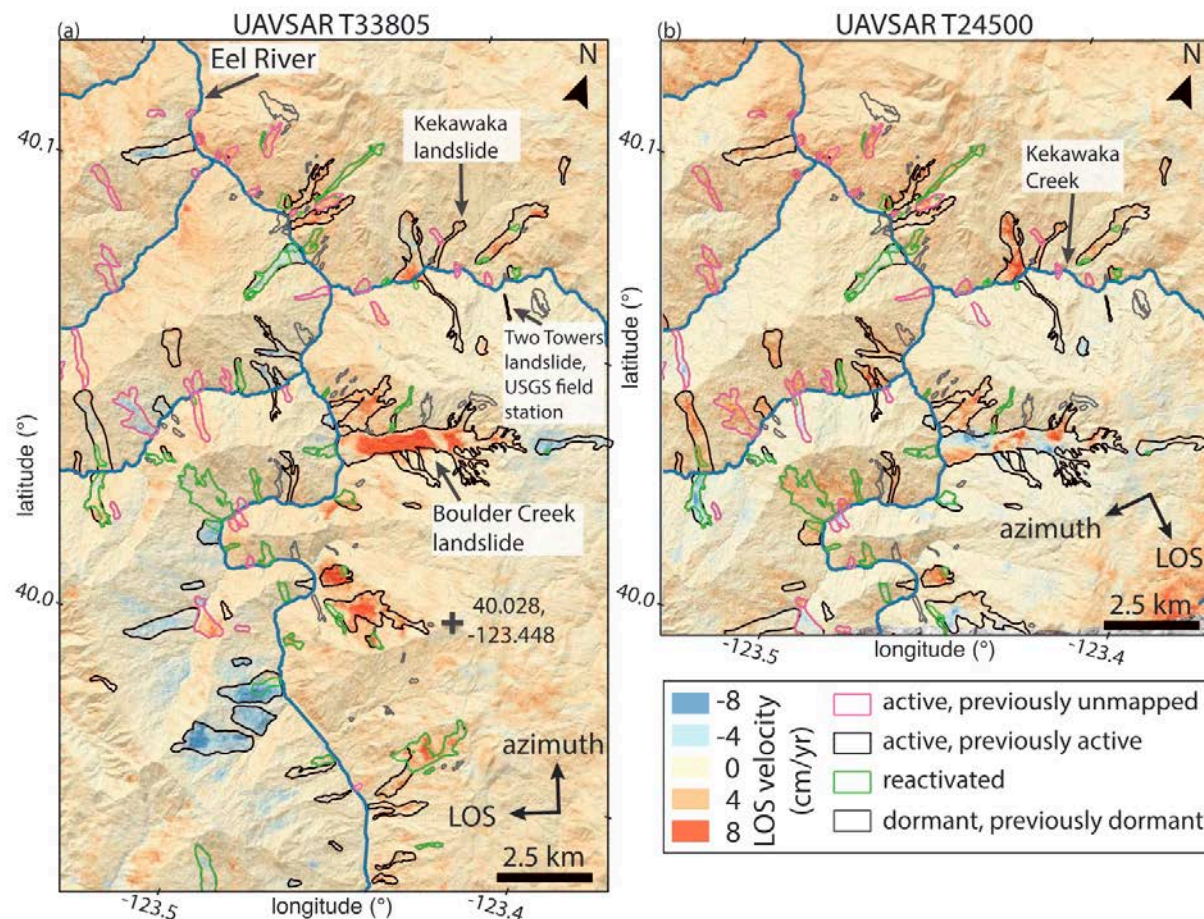 UAVSAR T33805
(a)
N
Eel River
40.1
Kekawaka
landslide
Two Towers
landslide,
USGS field
station
latitude (°)
Boulder Creek
landslide
40.0
40.028,
-123.448
azimuth
LOS
2.5 km
-123.5
longitude (°)
-123.4
UAVSAR T24500
(b)
N
40.1
Kekawaka
Creek
latitude (°)
azimuth
LOS
40.0
2.5 km
-123.5
longitude (°)
-123.4
-8
-4
0
4
8
LOS velocity
(cm/yr)
active, previously unmapped
active, previously active
reactivated
dormant, previously dormant